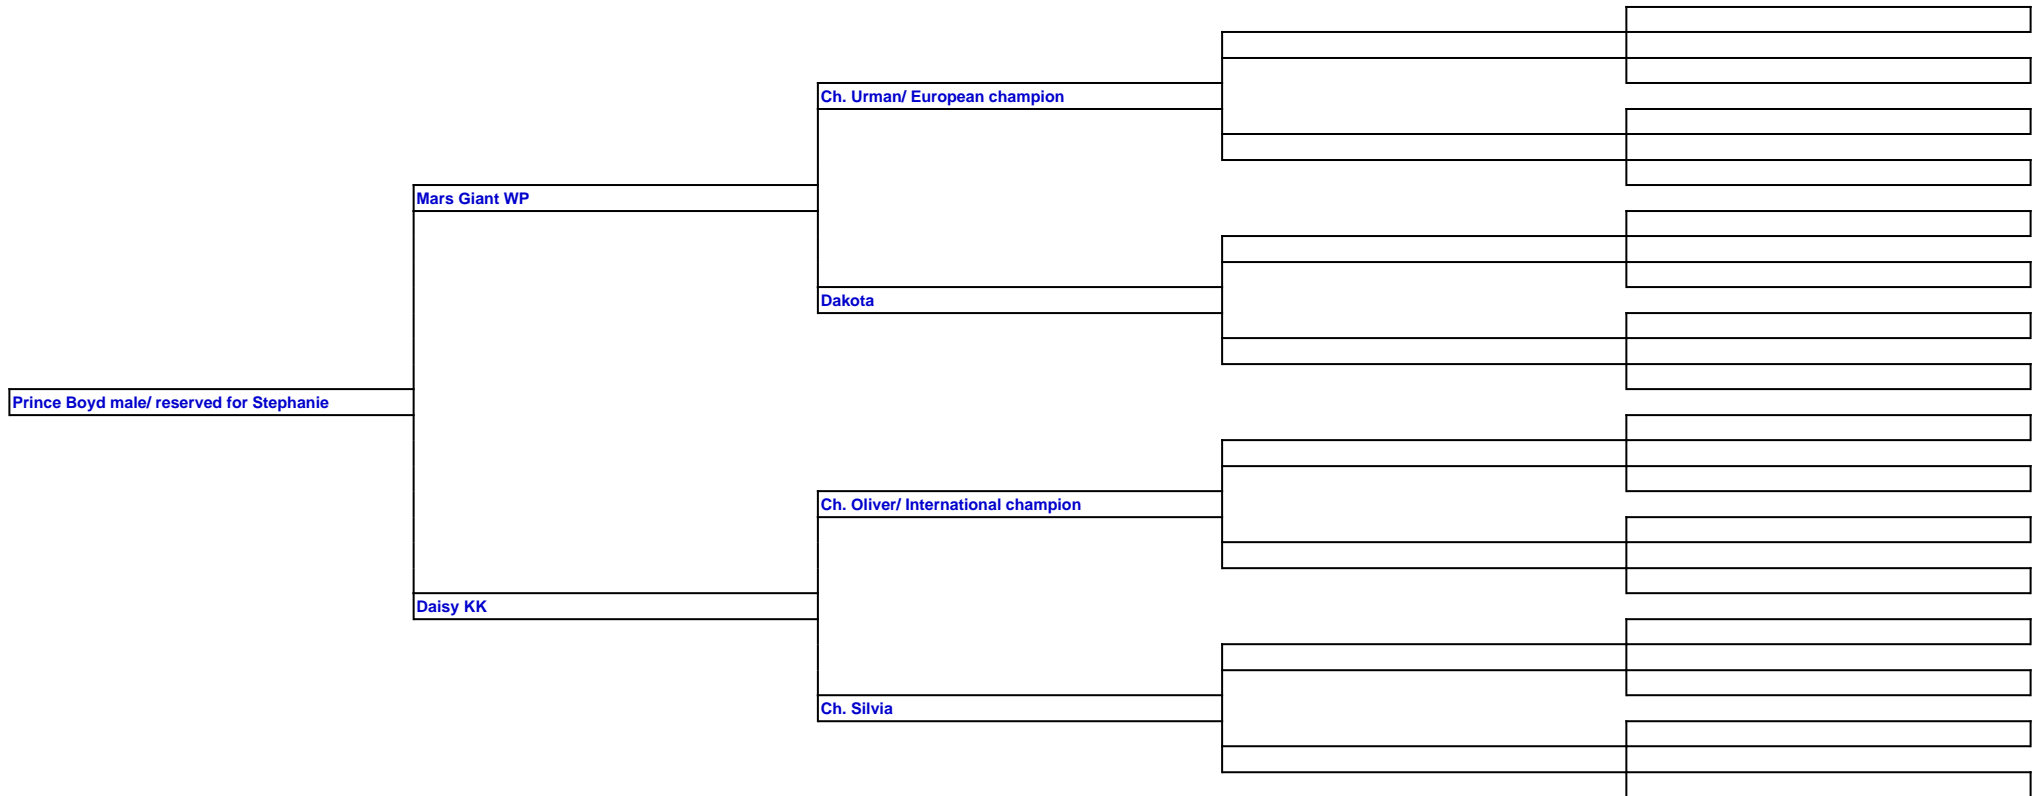 Ch. Urman/ European champion
Mars Giant WP
Dakota
Prince Boyd male/ reserved for Stephanie
Ch. Oliver/ International champion
Daisy KK
Ch. Silvia